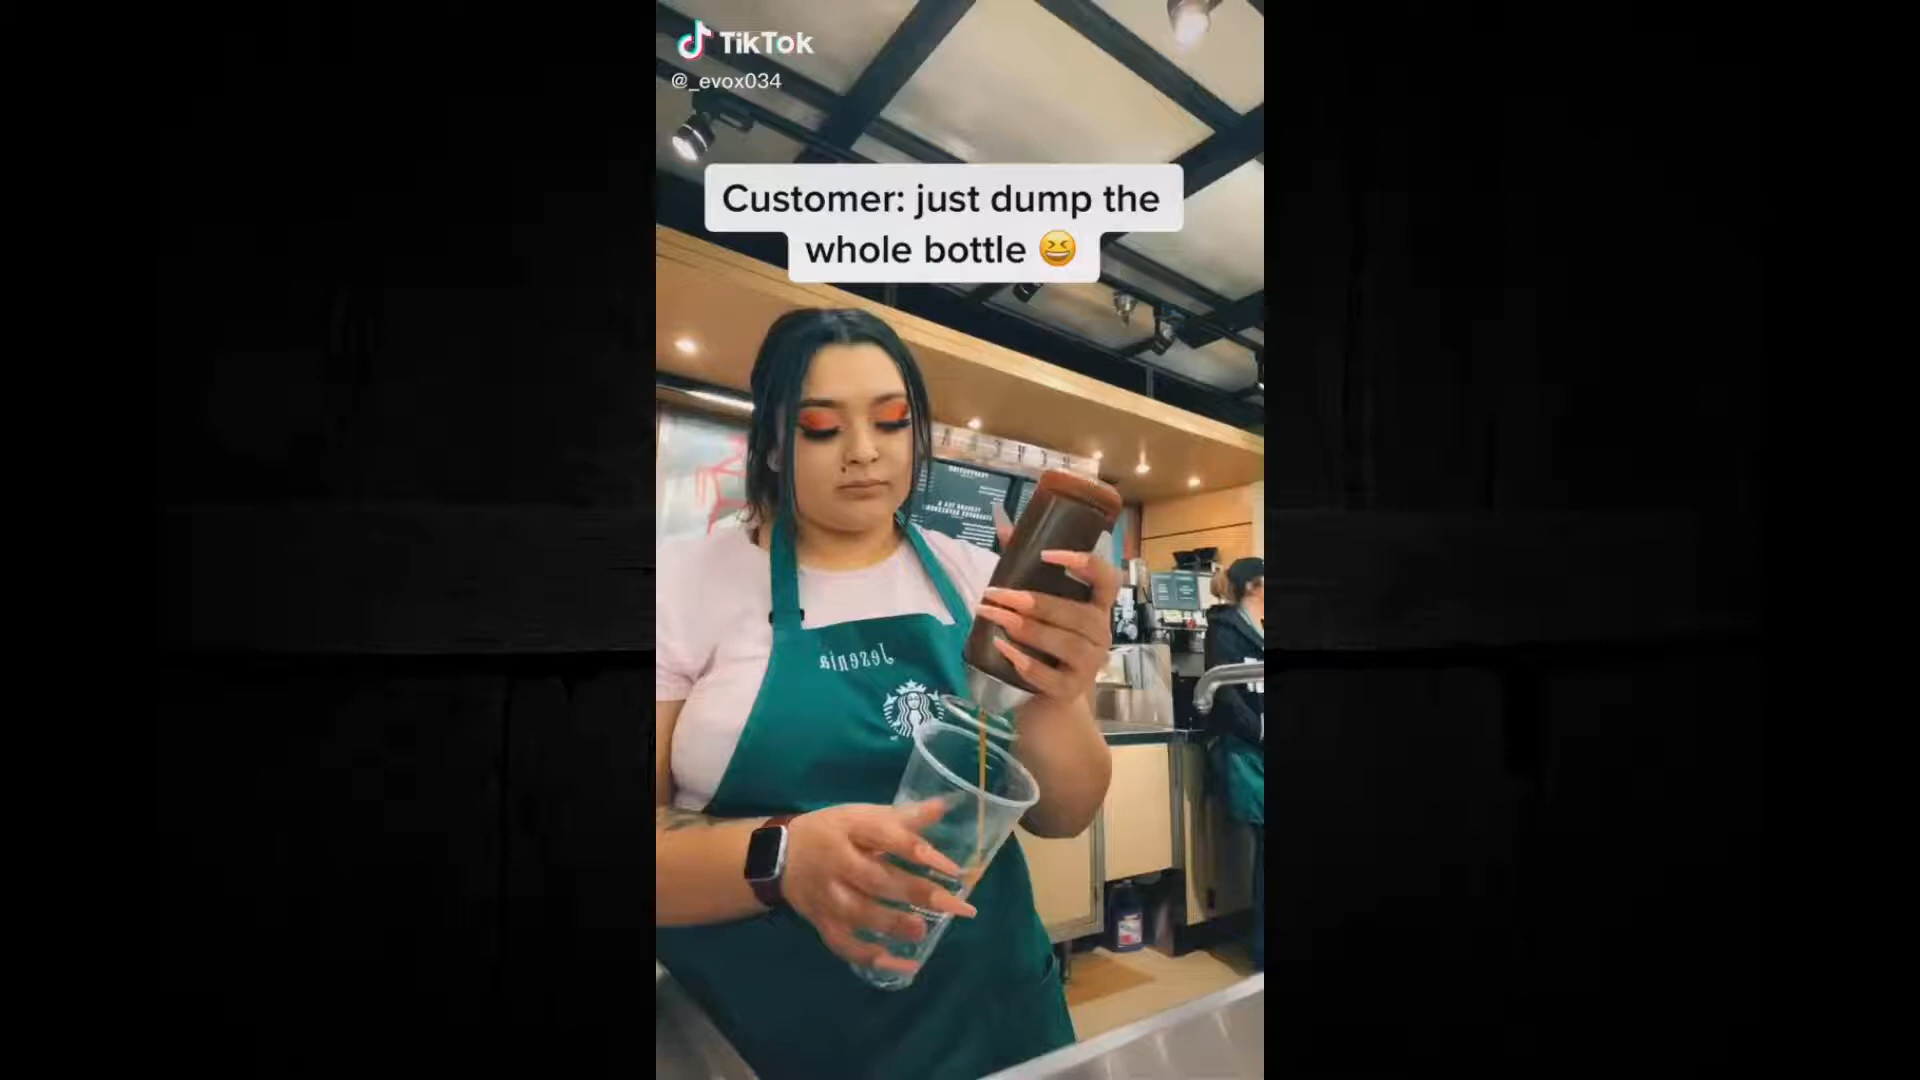 TikTok
@_evox034
Customer: just dump the
whole bottle 😆
Jesenia